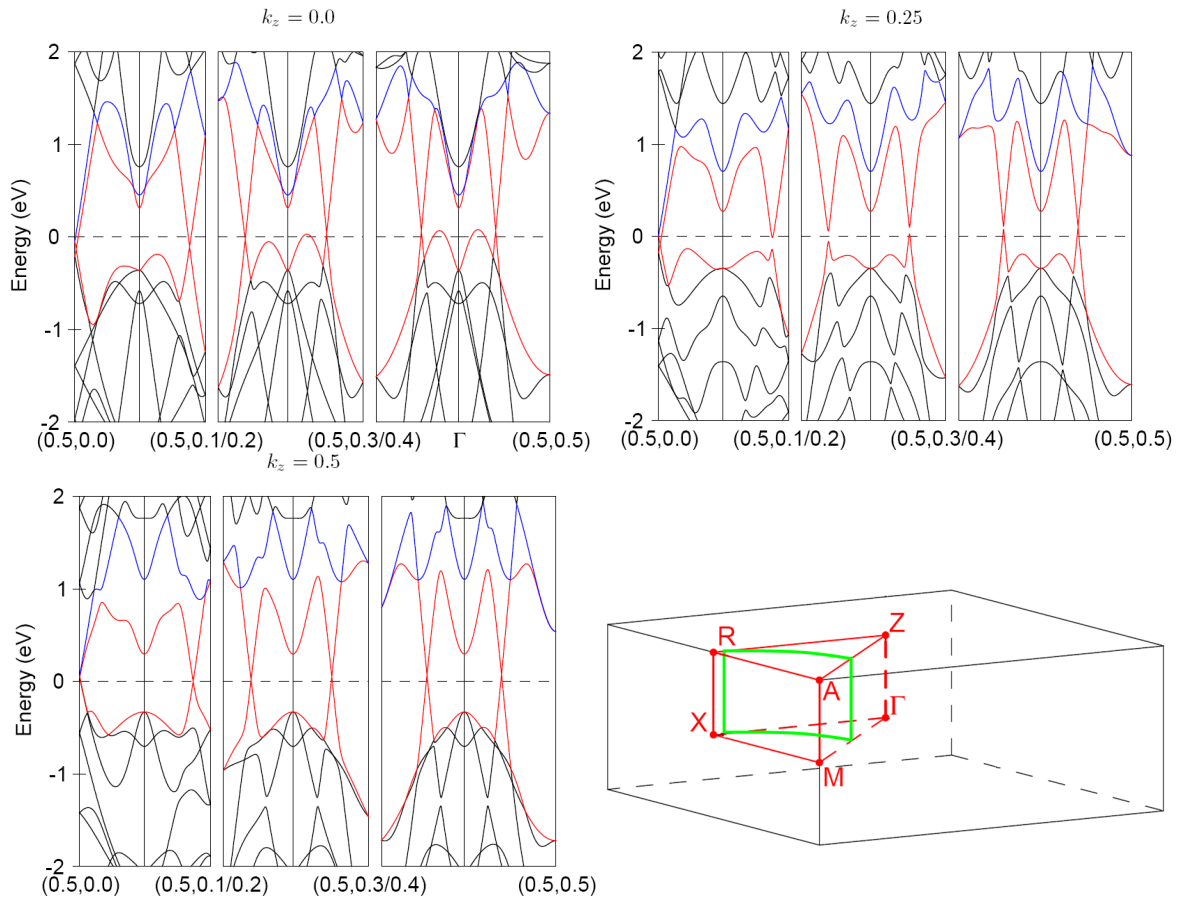 k_z = 0.0
k_z = 0.25
Energy (eV)
2
1
0
-1
-2
(0.5,0.0) (0.5,0.1/0.2) (0.5,0.3/0.4) Γ (0.5,0.5)
Energy (eV)
2
1
0
-1
-2
(0.5,0.0) (0.5,0.1/0.2) (0.5,0.3/0.4) (0.5,0.5)
k_z = 0.5
Energy (eV)
2
1
0
-1
-2
(0.5,0.0) (0.5,0.1/0.2) (0.5,0.3/0.4) (0.5,0.5)
R
Z
A
Γ
X
M